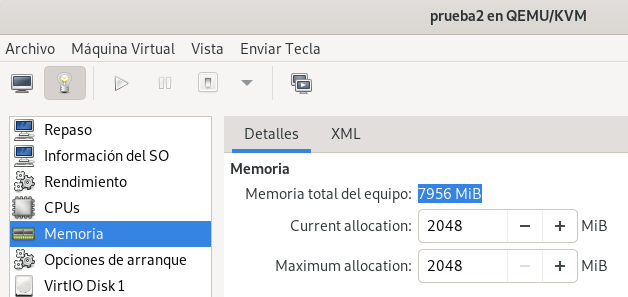 prueba2 en QEMU/KVM
Archivo Máquina Virtual Vista Enviar Tecla
Repaso
Información del SO
Rendimiento
CPUs
Memoria
Opciones de arranque
VirtIO Disk 1
Detalles XML
Memoria
Memoria total del equipo: 7956 MiB
Current allocation: 2048 − + MiB
Maximum allocation: 2048 − + MiB